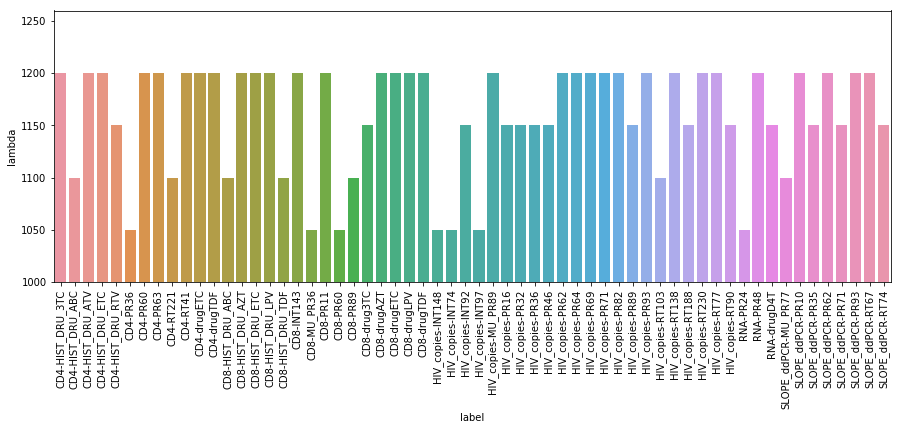 1250
1200
1150
1100
1050
1000
lambda
CD4-HIST_DRU_3TC
CD4-HIST_DRU_ABC
CD4-HIST_DRU_ATV
CD4-HIST_DRU_ETC
CD4-HIST_DRU_RTV
CD4-PR36
CD4-PR60
CD4-PR63
CD4-RT221
CD4-RT41
CD4-drugETC
CD4-drugTDF
CD8-HIST_DRU_ABC
CD8-HIST_DRU_AZT
CD8-HIST_DRU_ETC
CD8-HIST_DRU_LPV
CD8-HIST_DRU_TDF
CD8-INT143
CD8-MU_PR36
CD8-PR11
CD8-PR60
CD8-PR89
CD8-drug3TC
CD8-drugAZT
CD8-drugETC
CD8-drugLPV
CD8-drugTDF
HIV_copies-INT148
HIV_copies-INT74
HIV_copies-INT92
HIV_copies-INT97
HIV_copies-MU_PR89
HIV_copies-PR16
HIV_copies-PR32
HIV_copies-PR36
HIV_copies-PR46
HIV_copies-PR62
HIV_copies-PR64
HIV_copies-PR69
HIV_copies-PR71
HIV_copies-PR82
HIV_copies-PR89
HIV_copies-PR93
HIV_copies-RT103
HIV_copies-RT138
HIV_copies-RT188
HIV_copies-RT230
HIV_copies-RT77
HIV_copies-RT90
RNA-PR24
RNA-PR48
RNA-drugD4T
SLOPE_ddPCR-MU_PR77
SLOPE_ddPCR-PR10
SLOPE_ddPCR-PR35
SLOPE_ddPCR-PR62
SLOPE_ddPCR-PR71
SLOPE_ddPCR-PR93
SLOPE_ddPCR-RT67
SLOPE_ddPCR-RT74
label